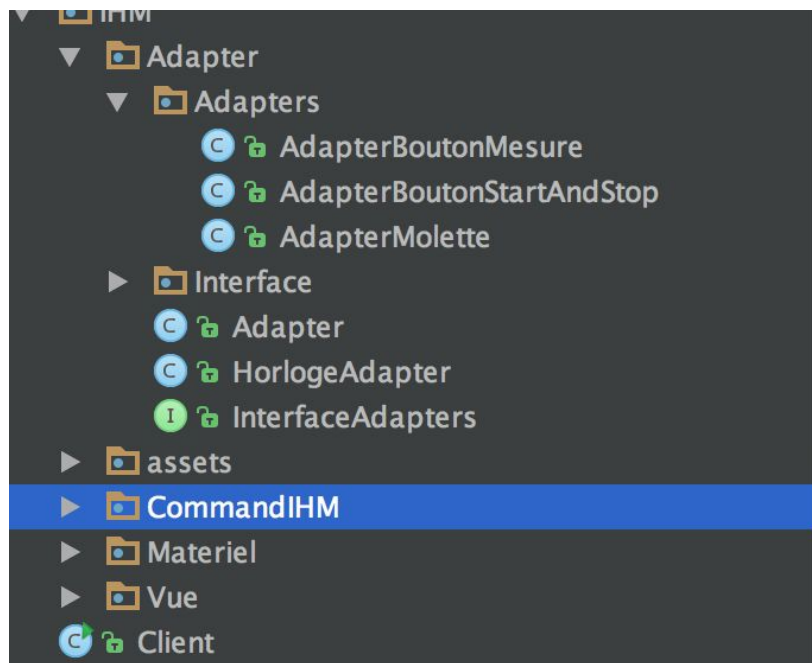 IHM
Adapter
Adapters
AdapterBoutonMesure
AdapterBoutonStartAndStop
AdapterMolette
Interface
Adapter
HorlogeAdapter
InterfaceAdapters
assets
CommandIHM
Materiel
Vue
Client